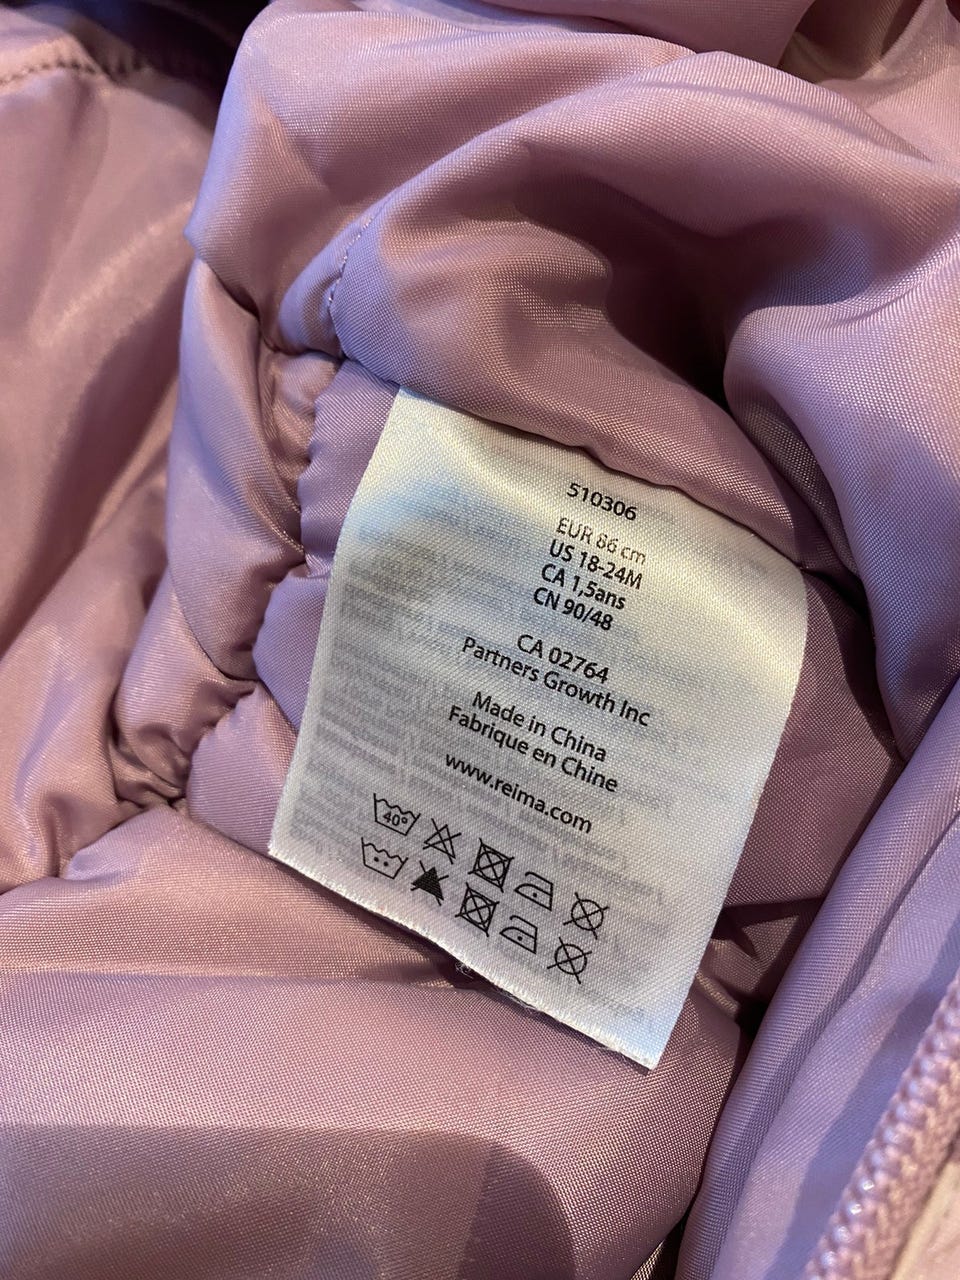 510306
EUR 86 cm
US 18-24M
CA 1,5ans
CN 90/48
CA 02764
Partners Growth Inc
Made in China
Fabrique en Chine
www.reima.com
40°